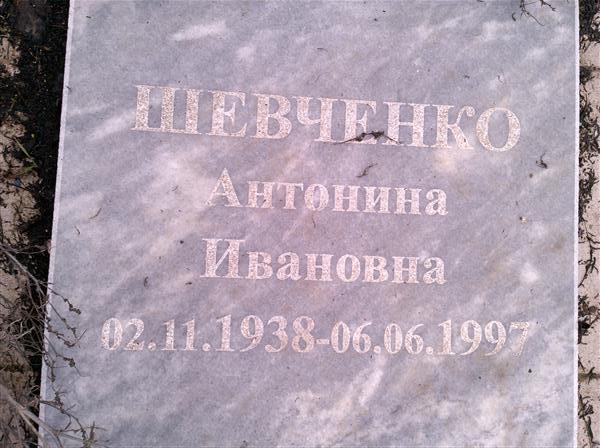 ШЕВЧЕНКО
Антонина
Ивановна
02.11.1938-06.06.1997